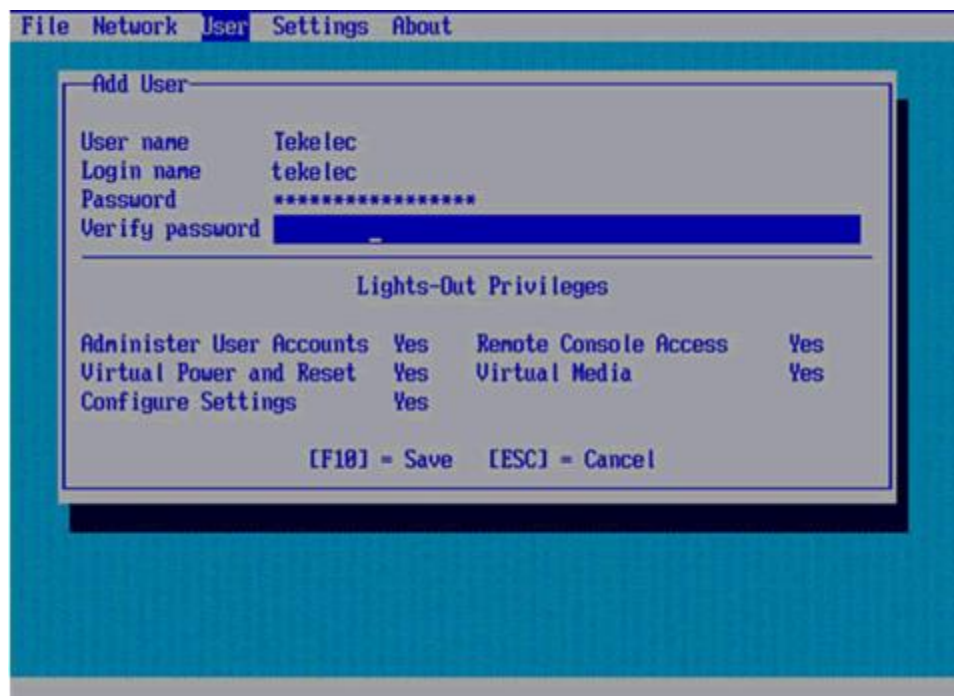 File Network User Settings About
Add User
User name Tekelec
Login name tekelec
Password *****************
Verify password
Lights-Out Privileges
Administer User Accounts Yes Remote Console Access Yes
Virtual Power and Reset Yes Virtual Media Yes
Configure Settings Yes
[F10] = Save [ESC] = Cancel